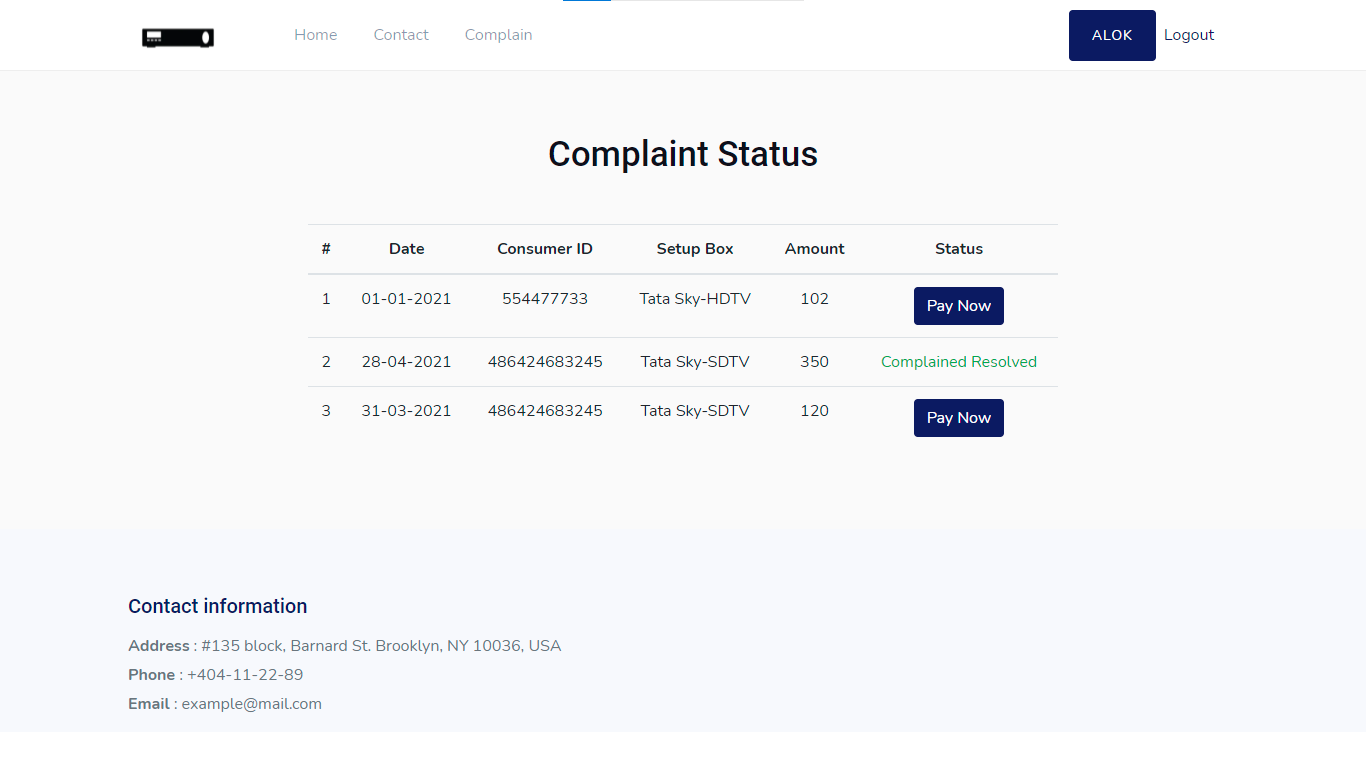 Home Contact Complain ALOK Logout
Complaint Status
# Date Consumer ID Setup Box Amount Status
1 01-01-2021 554477733 Tata Sky-HDTV 102 Pay Now
2 28-04-2021 486424683245 Tata Sky-SDTV 350 Complained Resolved
3 31-03-2021 486424683245 Tata Sky-SDTV 120 Pay Now
Contact information
Address : #135 block, Barnard St. Brooklyn, NY 10036, USA
Phone : +404-11-22-89
Email : example@mail.com